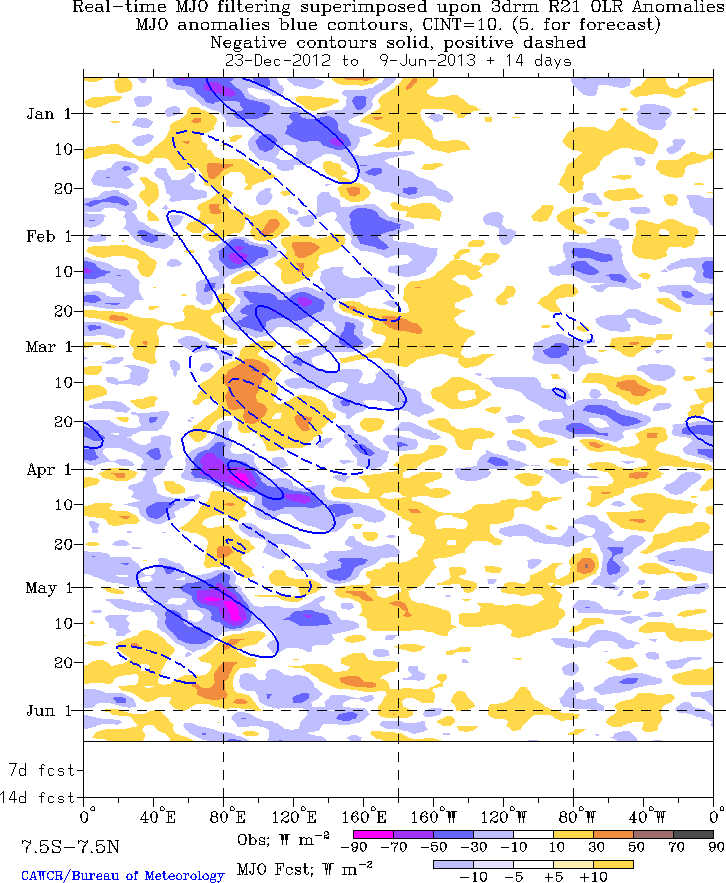 Real-time MJO filtering superimposed upon 3drm R21 OLR Anomalies
MJO anomalies blue contours, CINT=10. (5. for forecast)
Negative contours solid, positive dashed
23-Dec-2012 to 9-Jun-2013 + 14 days
Jan 1
10
20
Feb 1
10
20
Mar 1
10
20
Apr 1
10
20
May 1
10
20
Jun 1
7d fcst
14d fcst
0° 40°E 80°E 120°E 160°E 160°W 120°W 80°W 40°W 0°
7.5S-7.5N
Obs; W m-2
-90 -70 -50 -30 -10 10 30 50 70 90
CAWCR/Bureau of Meteorology
MJO Fcst; W m-2
-10 -5 +5 +10